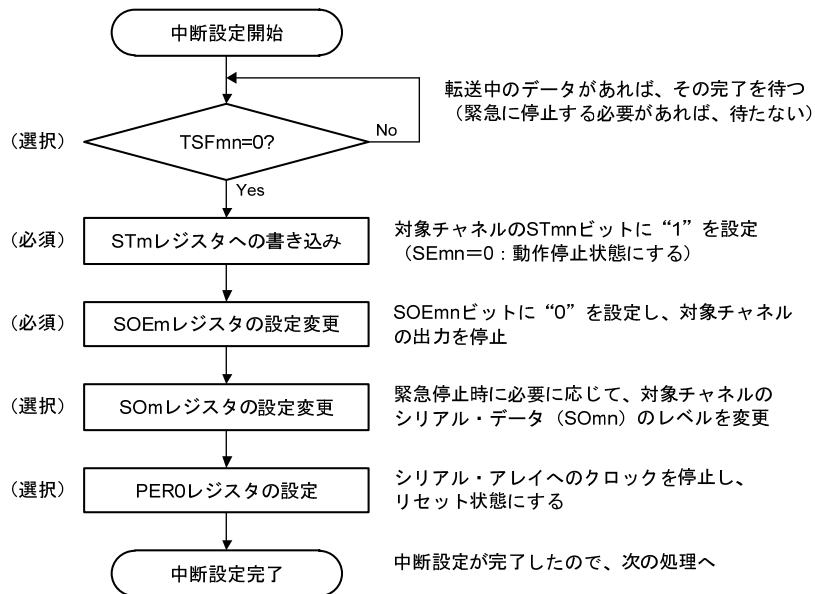 中断設定開始
転送中のデータがあれば、その完了を待つ
（緊急に停止する必要があれば、待たない）
（選択）
TSFmn=0?
No
Yes
（必須）
STmレジスタへの書き込み
対象チャネルのSTmnビットに“1”を設定
（SEmn＝0：動作停止状態にする）
（必須）
SOEmレジスタの設定変更
SOEmnビットに“0”を設定し、対象チャネル
の出力を停止
（選択）
SOmレジスタの設定変更
緊急停止時に必要に応じて、対象チャネルの
シリアル・データ（SOmn）のレベルを変更
（選択）
PER0レジスタの設定
シリアル・アレイへのクロックを停止し、
リセット状態にする
中断設定完了
中断設定が完了したので、次の処理へ